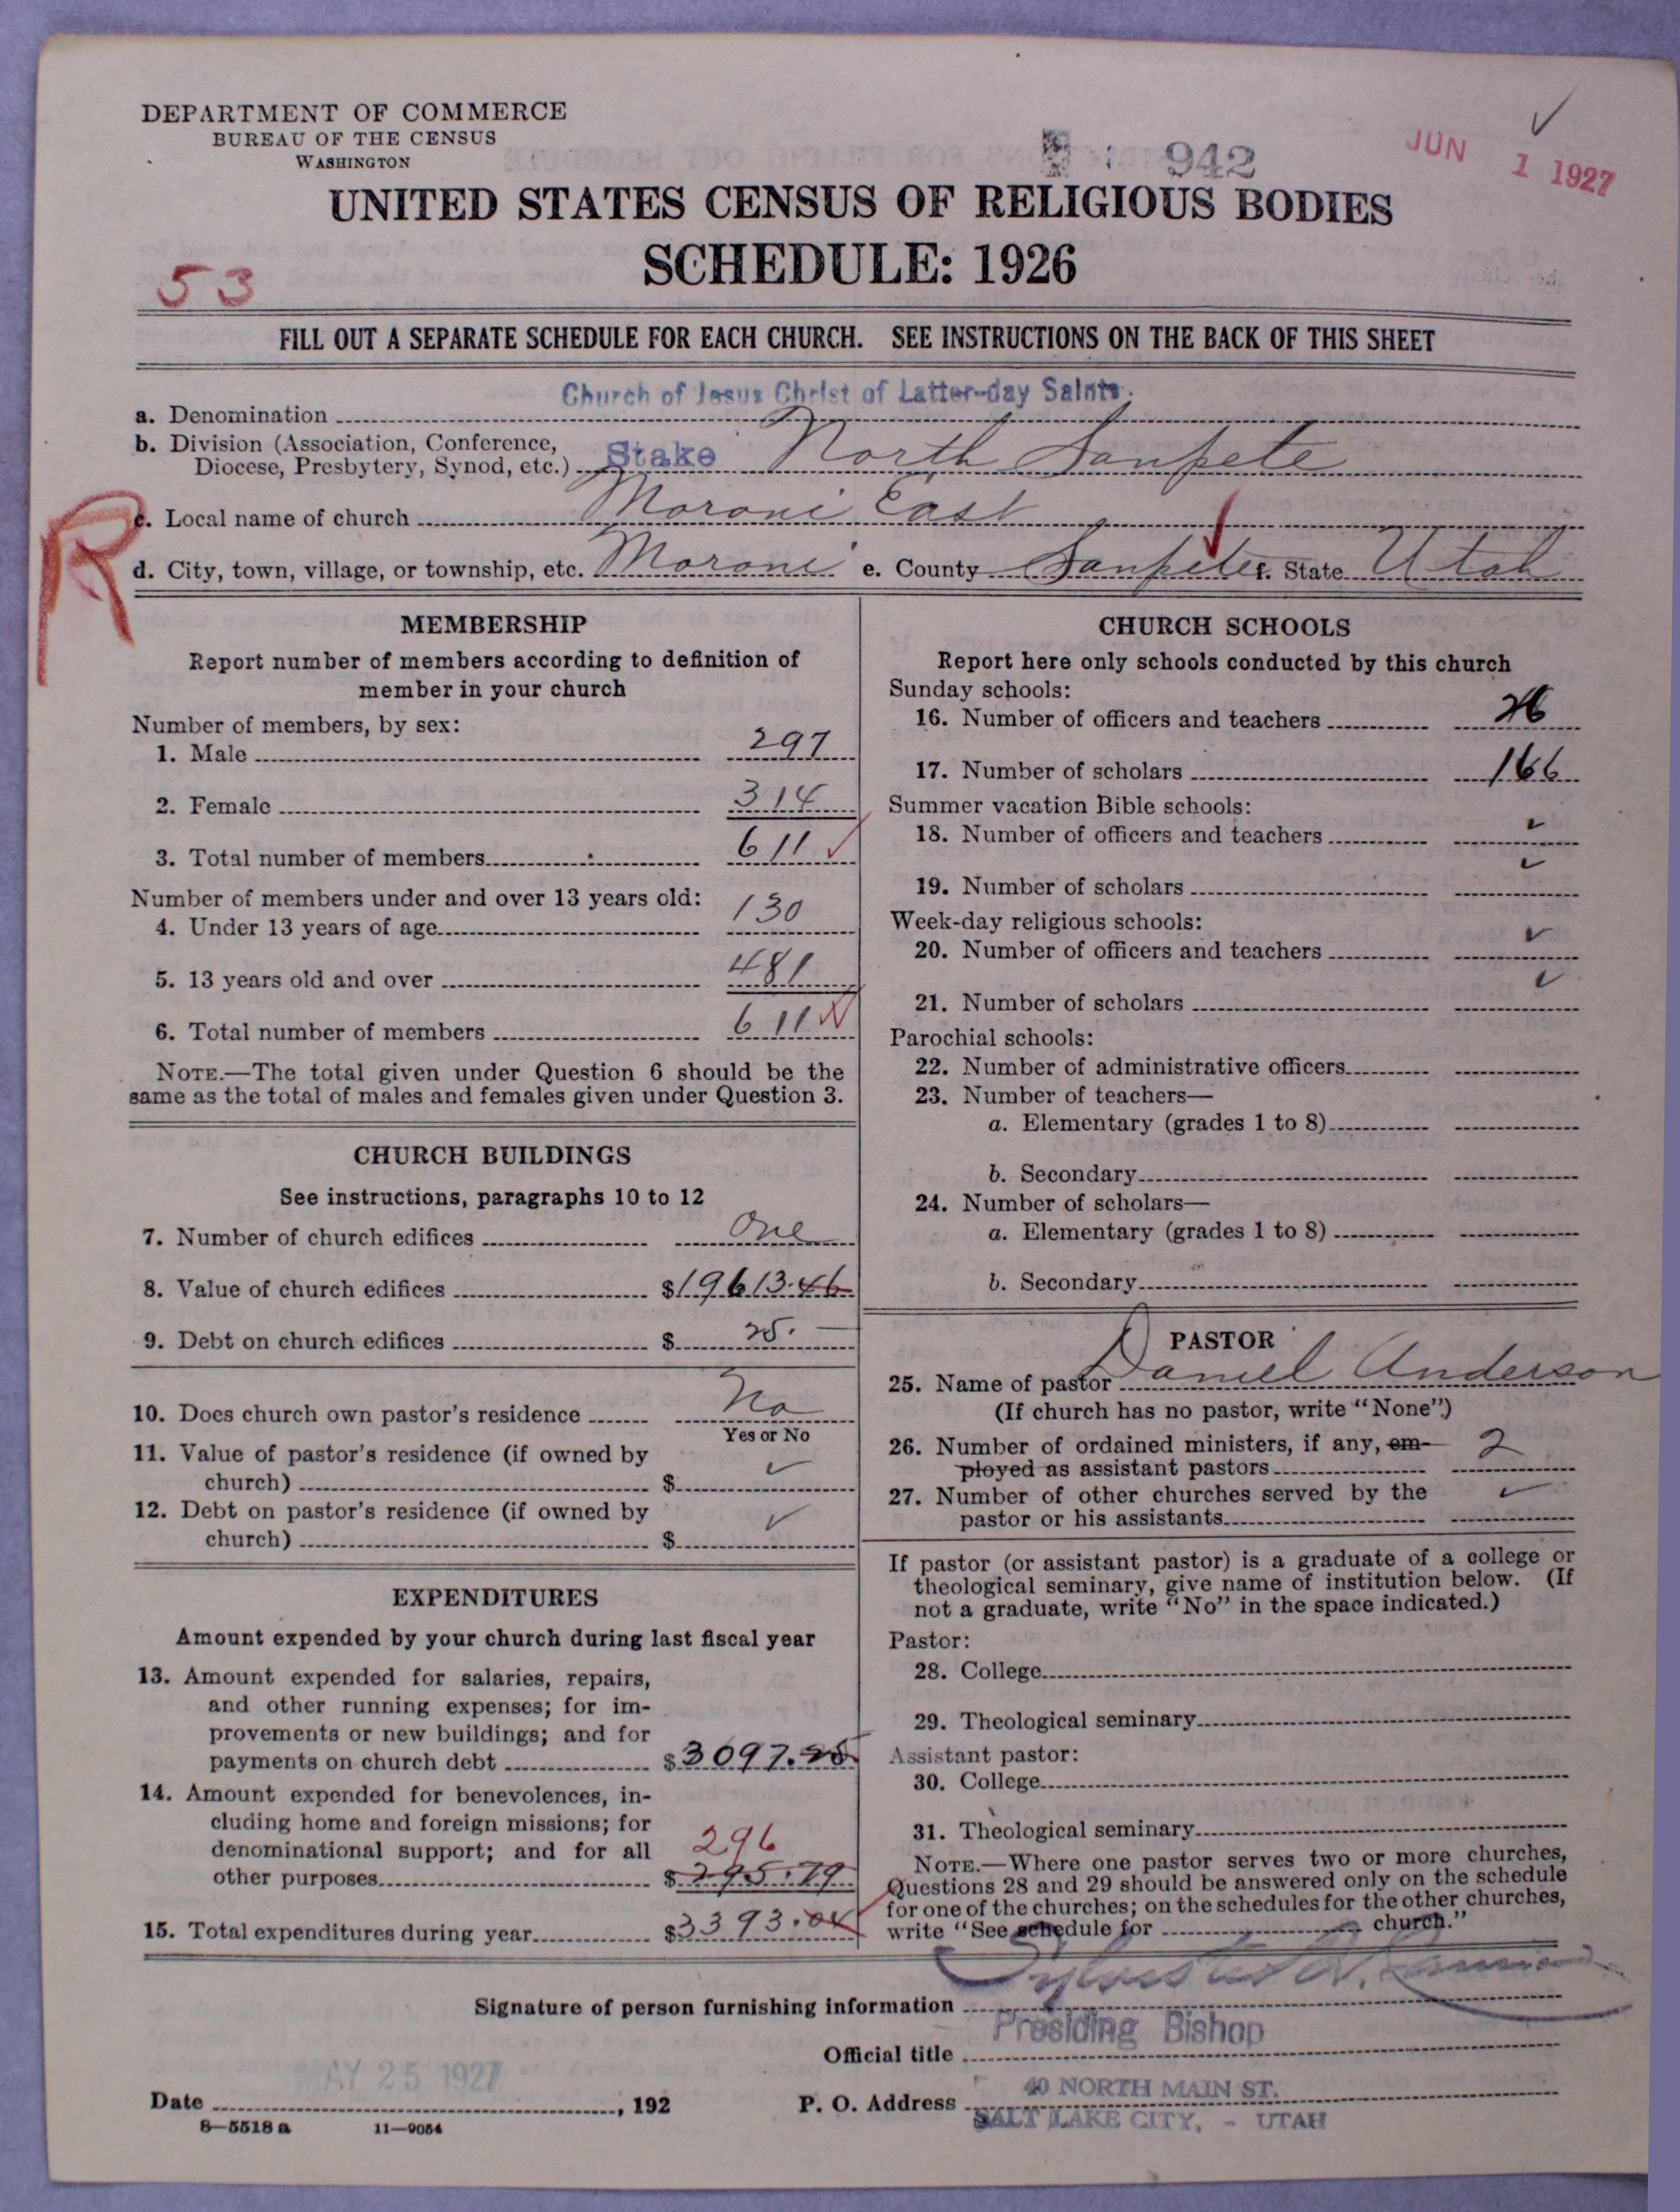 DEPARTMENT OF COMMERCE
BUREAU OF THE CENSUS
WASHINGTON
942
JUN 1 1927
UNITED STATES CENSUS OF RELIGIOUS BODIES
SCHEDULE: 1926
53
FILL OUT A SEPARATE SCHEDULE FOR EACH CHURCH. SEE INSTRUCTIONS ON THE BACK OF THIS SHEET
Church of Jesus Christ of Latter-day Saints.
a. Denomination
b. Division (Association, Conference,
Diocese, Presbytery, Synod, etc.) Stake North Sanpete
R
c. Local name of church Moroni East
d. City, town, village, or township, etc. Moroni e. County Sanpete f. State Utah
MEMBERSHIP
Report number of members according to definition of
member in your church
Number of members, by sex:
1. Male 297
2. Female 314
3. Total number of members 611
Number of members under and over 13 years old:
4. Under 13 years of age 130
5. 13 years old and over 481
6. Total number of members 611
NOTE.—The total given under Question 6 should be the
same as the total of males and females given under Question 3.
CHURCH BUILDINGS
See instructions, paragraphs 10 to 12
7. Number of church edifices One
8. Value of church edifices $19613.46
9. Debt on church edifices $ 25.—
10. Does church own pastor's residence No
Yes or No
11. Value of pastor's residence (if owned by
church) $ ✓
12. Debt on pastor's residence (if owned by
church) $ ✓
EXPENDITURES
Amount expended by your church during last fiscal year
13. Amount expended for salaries, repairs,
and other running expenses; for im-
provements or new buildings; and for
payments on church debt $3097.25
14. Amount expended for benevolences, in-
cluding home and foreign missions; for
denominational support; and for all 296
other purposes $295.79
15. Total expenditures during year $3393.04
CHURCH SCHOOLS
Report here only schools conducted by this church
Sunday schools:
16. Number of officers and teachers 26
17. Number of scholars 166
Summer vacation Bible schools:
18. Number of officers and teachers ✓
19. Number of scholars ✓
Week-day religious schools:
20. Number of officers and teachers ✓
21. Number of scholars ✓
Parochial schools:
22. Number of administrative officers
23. Number of teachers—
a. Elementary (grades 1 to 8)
b. Secondary
24. Number of scholars—
a. Elementary (grades 1 to 8)
b. Secondary
PASTOR
25. Name of pastor Daniel Anderson
(If church has no pastor, write "None")
26. Number of ordained ministers, if any, em-
ployed as assistant pastors 2
27. Number of other churches served by the
pastor or his assistants ✓
If pastor (or assistant pastor) is a graduate of a college or
theological seminary, give name of institution below. (If
not a graduate, write "No" in the space indicated.)
Pastor:
28. College
29. Theological seminary
Assistant pastor:
30. College
31. Theological seminary
NOTE.—Where one pastor serves two or more churches,
Questions 28 and 29 should be answered only on the schedule
for one of the churches; on the schedules for the other churches,
write "See schedule for church."
Signature of person furnishing information
Presiding Bishop
Official title
MAY 25 1927
40 NORTH MAIN ST.
Date , 192 P. O. Address
SALT LAKE CITY, - UTAH
8—5518 a 11—9054